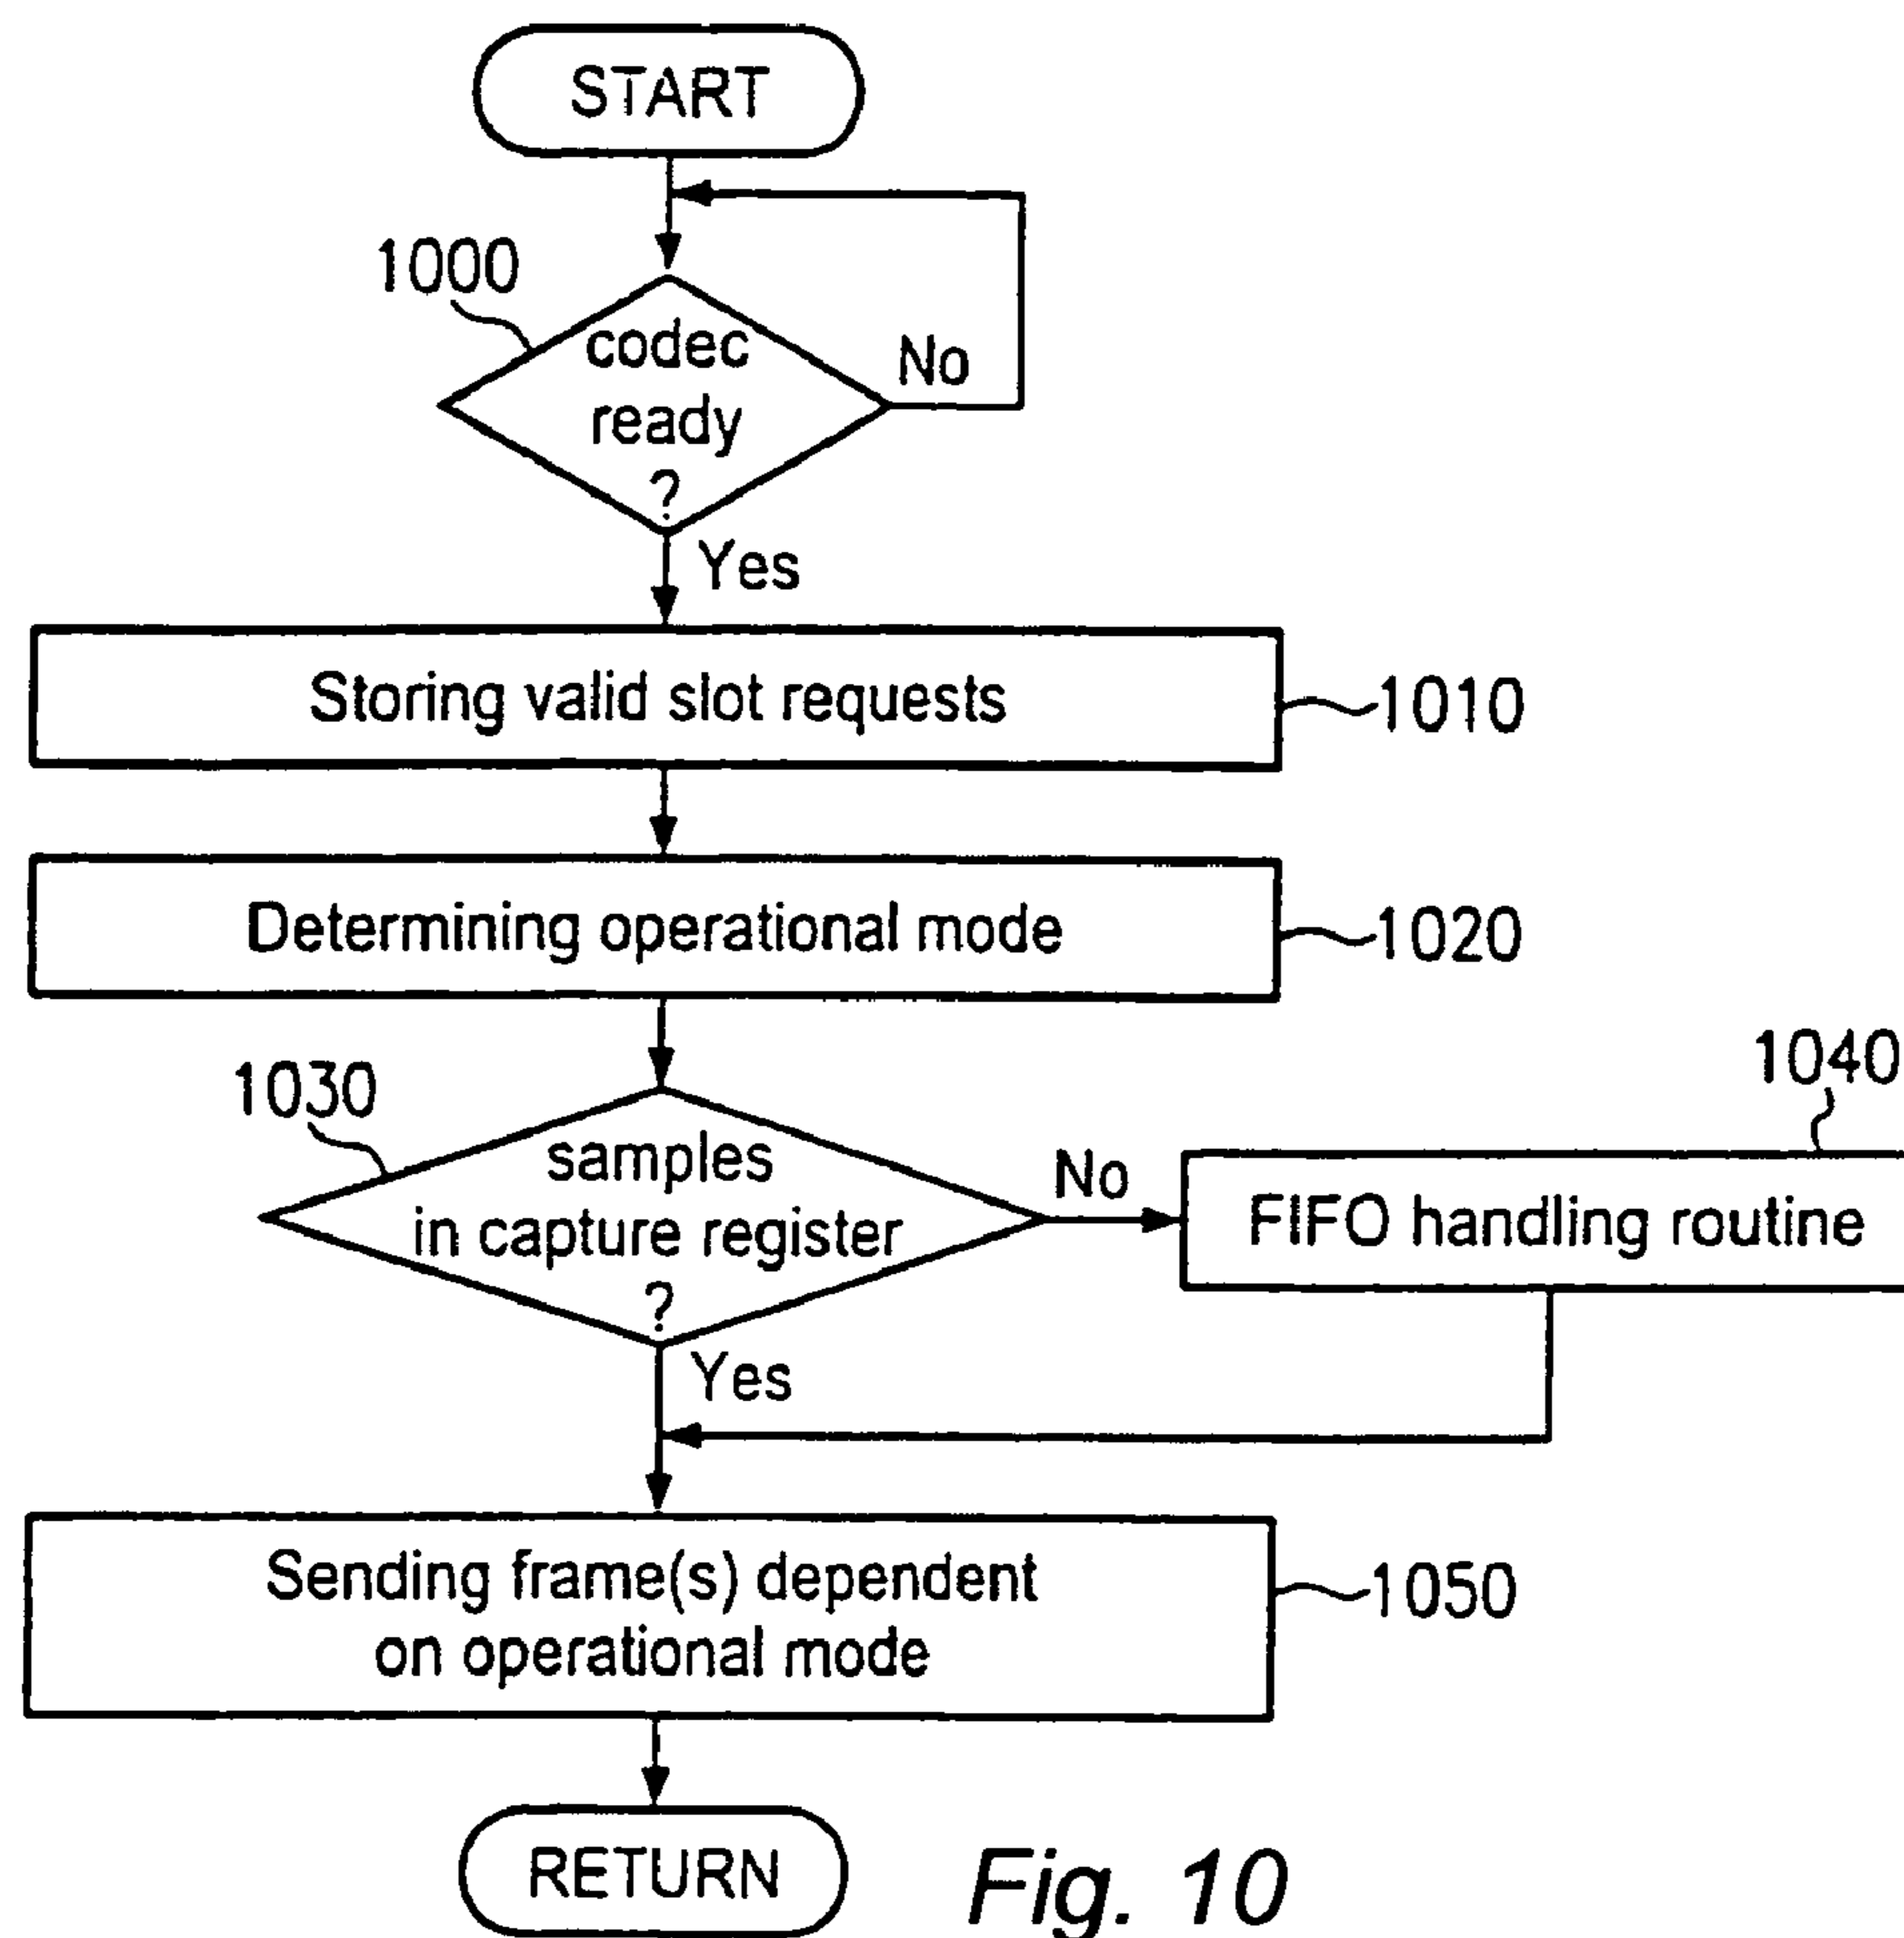 START
1000
codec
ready
?
No
Yes
Storing valid slot requests
1010
Determining operational mode
1020
1030
samples
in capture register
?
No
1040
FIFO handling routine
Yes
Sending frame(s) dependent
on operational mode
1050
RETURN
Fig. 10